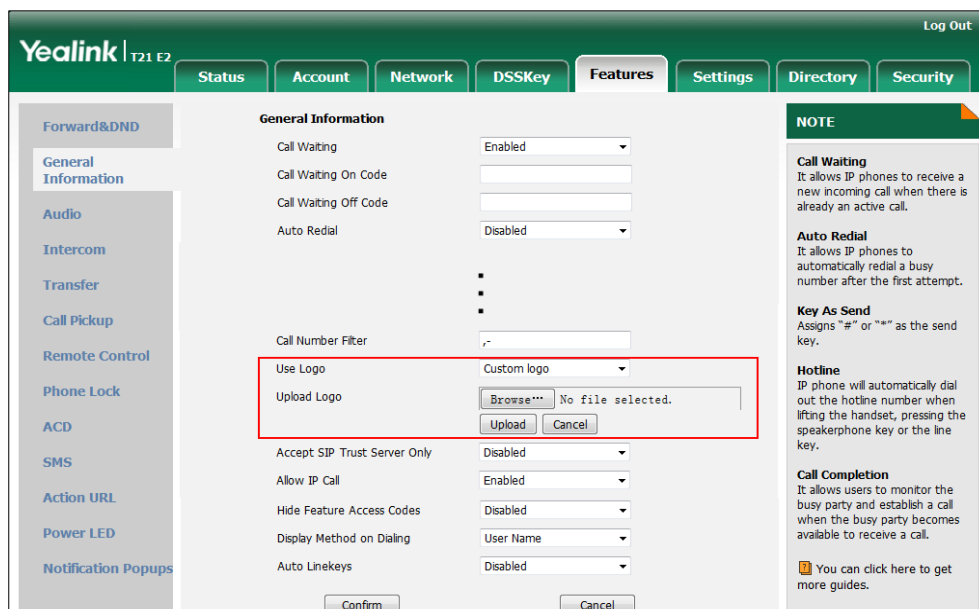 Log Out
Yealink | T21 E2
Status Account Network DSSKey Features Settings Directory Security
Forward&DND
General
Information
Audio
Intercom
Transfer
Call Pickup
Remote Control
Phone Lock
ACD
SMS
Action URL
Power LED
Notification Popups
General Information
Call Waiting Enabled
Call Waiting On Code
Call Waiting Off Code
Auto Redial Disabled
Call Number Filter ,-
Use Logo Custom logo
Upload Logo Browse... No file selected.
Upload Cancel
Accept SIP Trust Server Only Disabled
Allow IP Call Enabled
Hide Feature Access Codes Disabled
Display Method on Dialing User Name
Auto Linekeys Disabled
Confirm Cancel
NOTE
Call Waiting
It allows IP phones to receive a
new incoming call when there is
already an active call.
Auto Redial
It allows IP phones to
automatically redial a busy
number after the first attempt.
Key As Send
Assigns "#" or "*" as the send
key.
Hotline
IP phone will automatically dial
out the hotline number when
lifting the handset, pressing the
speakerphone key or the line
key.
Call Completion
It allows users to monitor the
busy party and establish a call
when the busy party becomes
available to receive a call.
You can click here to get
more guides.